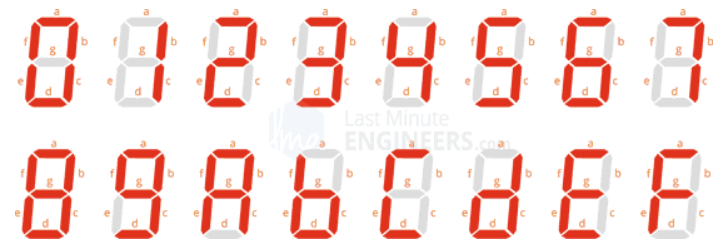 a a a a a a a a
f g b f g b f g b f g b f g b f g b f g b f g b
e d c e d c e d c e d c e d c e d c e d c e d c
Last Minute
ENGINEERS.com
a a a a a a a a
f g b f g b f g b f g b f g b f g b f g b f g b
e d c e d c e d c e d c e d c e d c e d c e d c